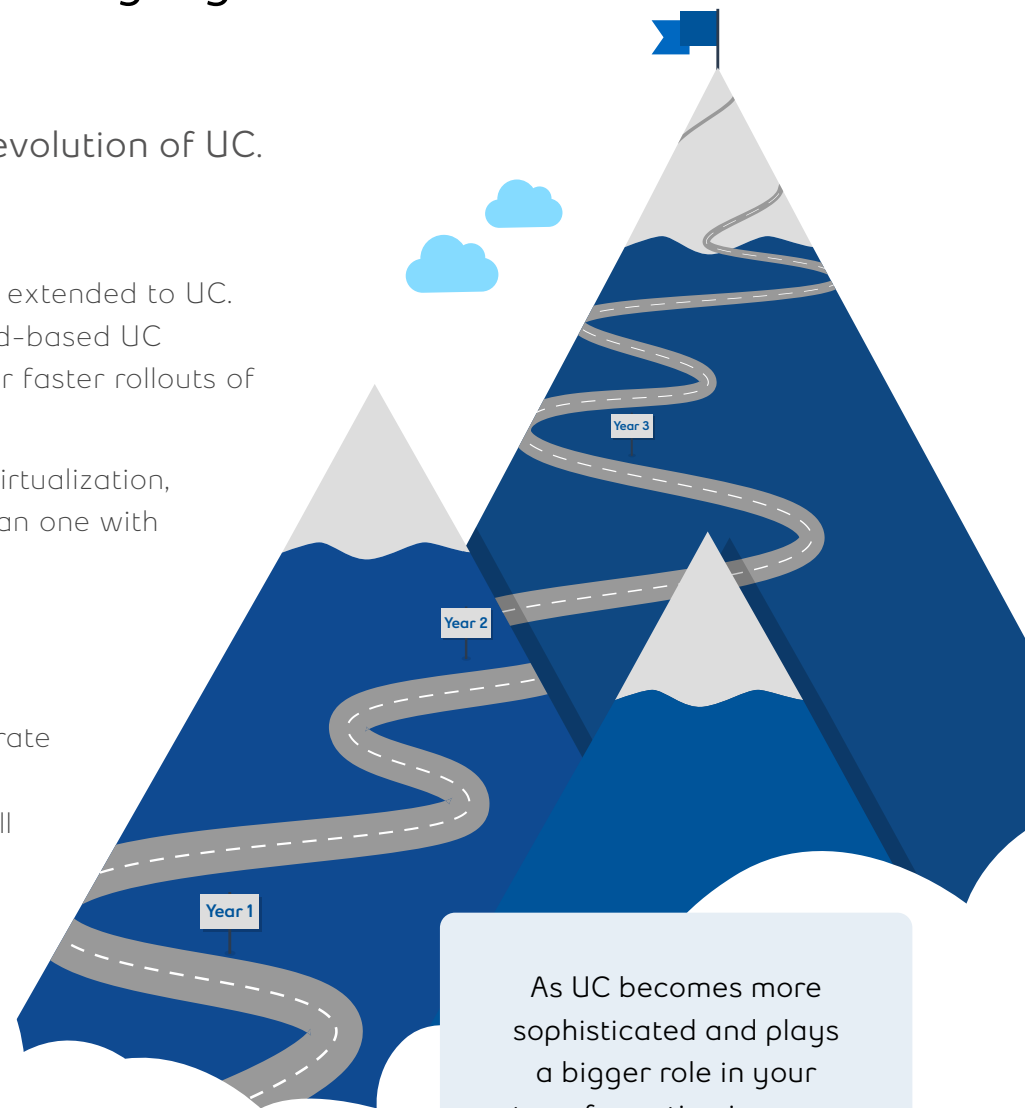 evolution of UC.
extended to UC.
d-based UC
r faster rollouts of
irtualization,
an one with
rate
ll
Year 3
Year 2
Year 1
As UC becomes more
sophisticated and plays
a bigger role in your